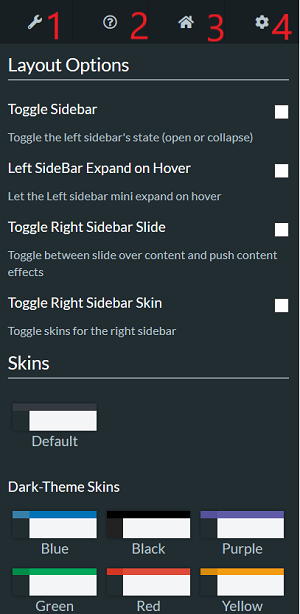 1 2 3 4
Layout Options
Toggle Sidebar
Toggle the left sidebar's state (open or collapse)
Left SideBar Expand on Hover
Let the Left sidebar mini expand on hover
Toggle Right Sidebar Slide
Toggle between slide over content and push content
effects
Toggle Right Sidebar Skin
Toggle skins for the right sidebar
Skins
Default
Dark-Theme Skins
Blue Black Purple
Green Red Yellow